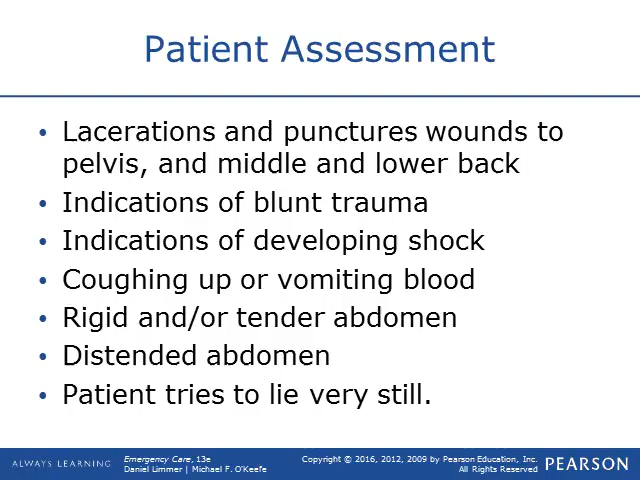 Patient Assessment
• Lacerations and punctures wounds to
pelvis, and middle and lower back
• Indications of blunt trauma
• Indications of developing shock
• Coughing up or vomiting blood
• Rigid and/or tender abdomen
• Distended abdomen
• Patient tries to lie very still.
ALWAYS LEARNING
Emergency Care, 13e
Daniel Limmer | Michael F. O'Keefe
Copyright © 2016, 2012, 2009 by Pearson Education, Inc.
All Rights Reserved
PEARSON